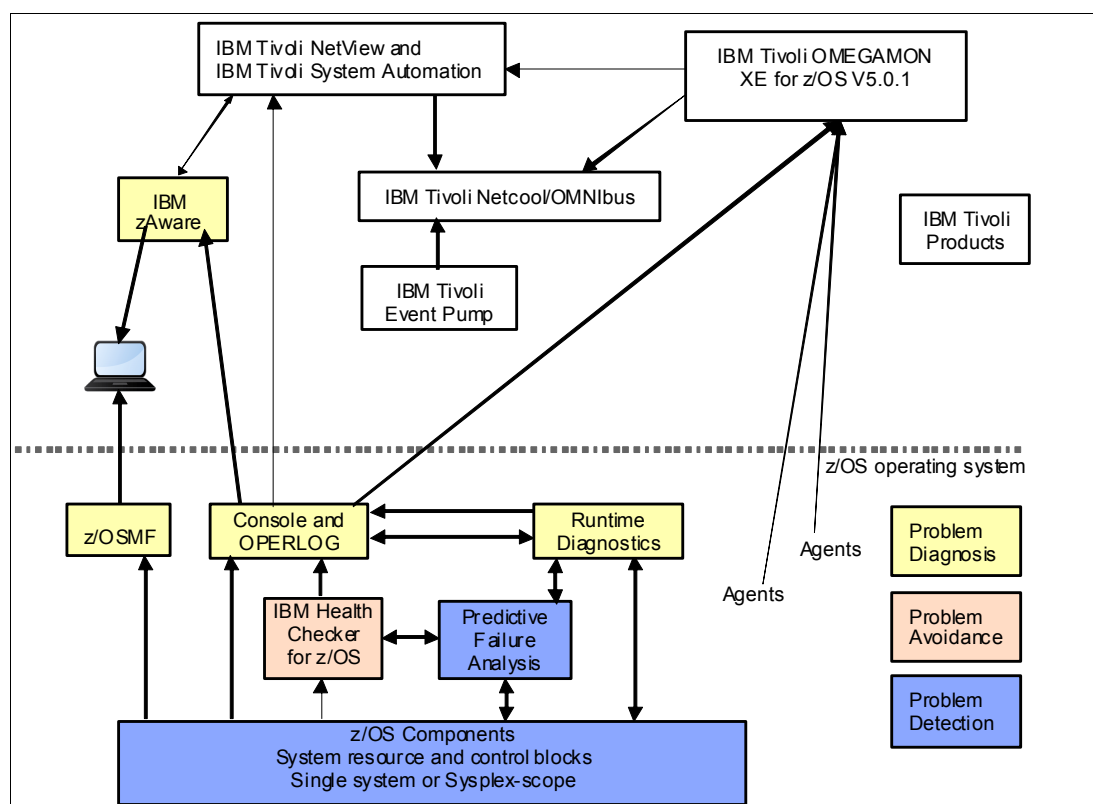 IBM Tivoli NetView and
IBM Tivoli System Automation
IBM Tivoli OMEGAMON
XE for z/OS V5.0.1
IBM
zAware
IBM Tivoli Netcool/OMNIbus
IBM Tivoli
Products
IBM Tivoli
Event Pump
z/OS operating system
z/OSMF
Console and
OPERLOG
Runtime
Diagnostics
Agents
Agents
Problem
Diagnosis
IBM Health
Checker
for z/OS
Predictive
Failure
Analysis
Problem
Avoidance
Problem
Detection
z/OS Components
System resource and control blocks
Single system or Sysplex-scope